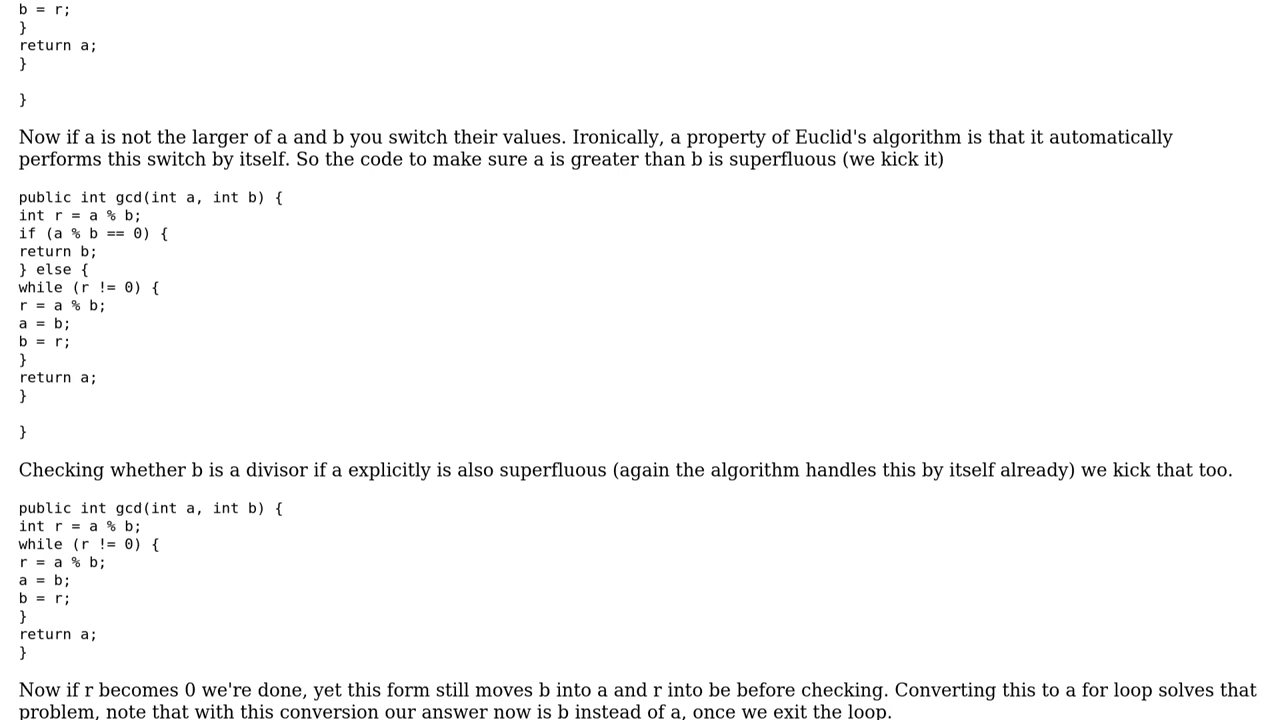 b = r;
}
return a;
}
}
Now if a is not the larger of a and b you switch their values. Ironically, a property of Euclid's algorithm is that it automatically
performs this switch by itself. So the code to make sure a is greater than b is superfluous (we kick it)
public int gcd(int a, int b) {
int r = a % b;
if (a % b == 0) {
return b;
} else {
while (r != 0) {
r = a % b;
a = b;
b = r;
}
return a;
}
}
Checking whether b is a divisor if a explicitly is also superfluous (again the algorithm handles this by itself already) we kick that too.
public int gcd(int a, int b) {
int r = a % b;
while (r != 0) {
r = a % b;
a = b;
b = r;
}
return a;
}
Now if r becomes 0 we're done, yet this form still moves b into a and r into be before checking. Converting this to a for loop solves that
problem, note that with this conversion our answer now is b instead of a, once we exit the loop.